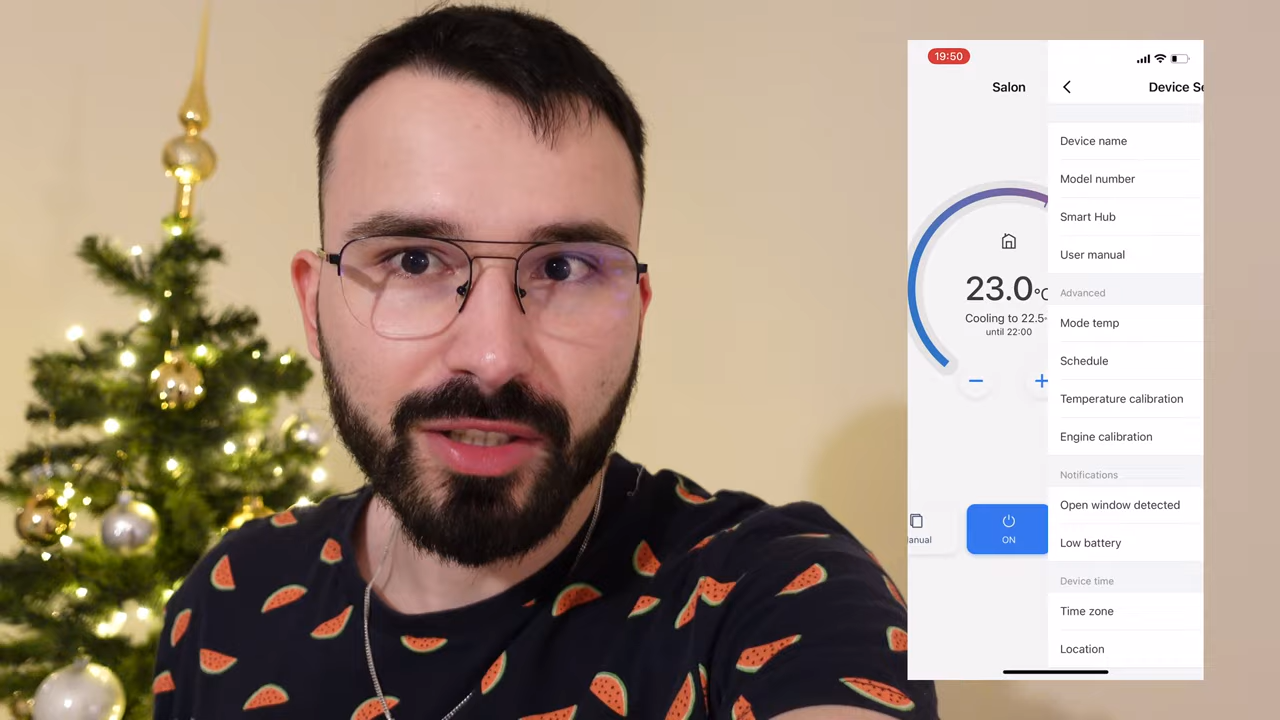 19:50
Salon
Device
Device name
Model number
Smart Hub
User manual
Advanced
23.0°C
Cooling to 22.5
until 22:00
Mode temp
Schedule
Temperature calibration
Engine calibration
Notifications
Open window detected
Low battery
anual
ON
Device time
Time zone
Location